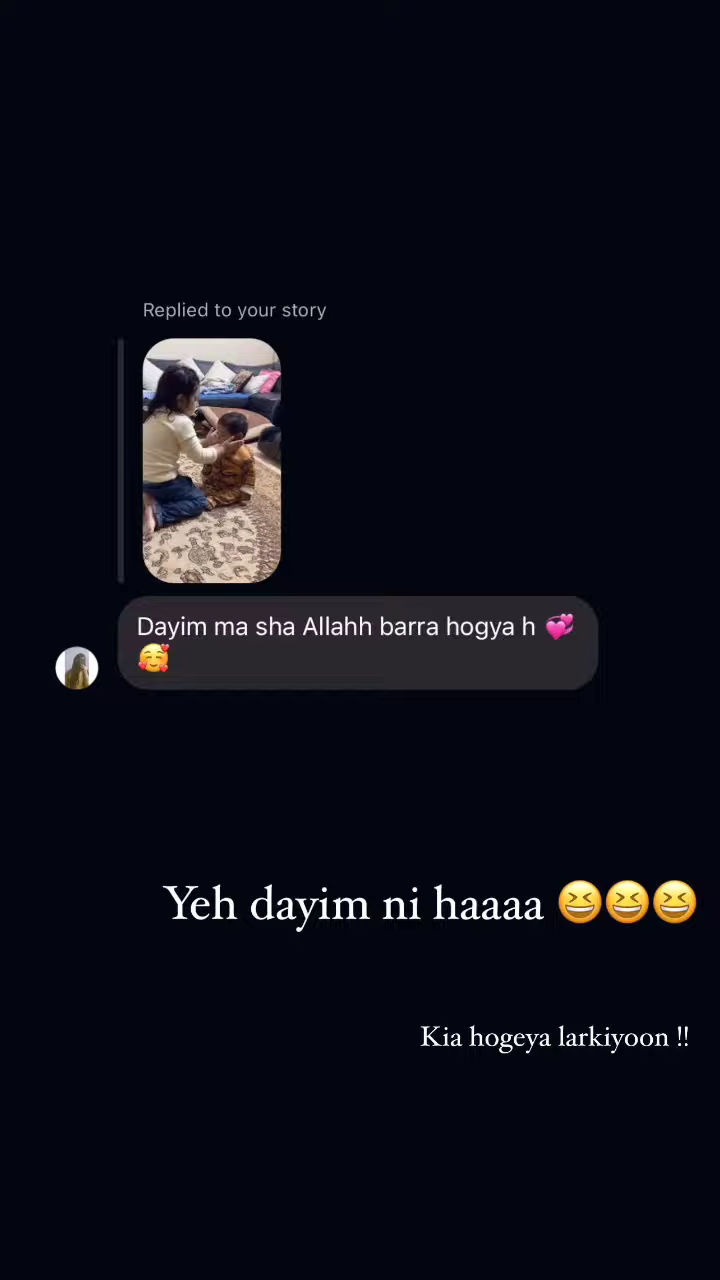 Replied to your story
Dayim ma sha Allahh barra hogya h 💞
🥰
Yeh dayim ni haaaa 😆😆😆
Kia hogeya larkiyoon !!